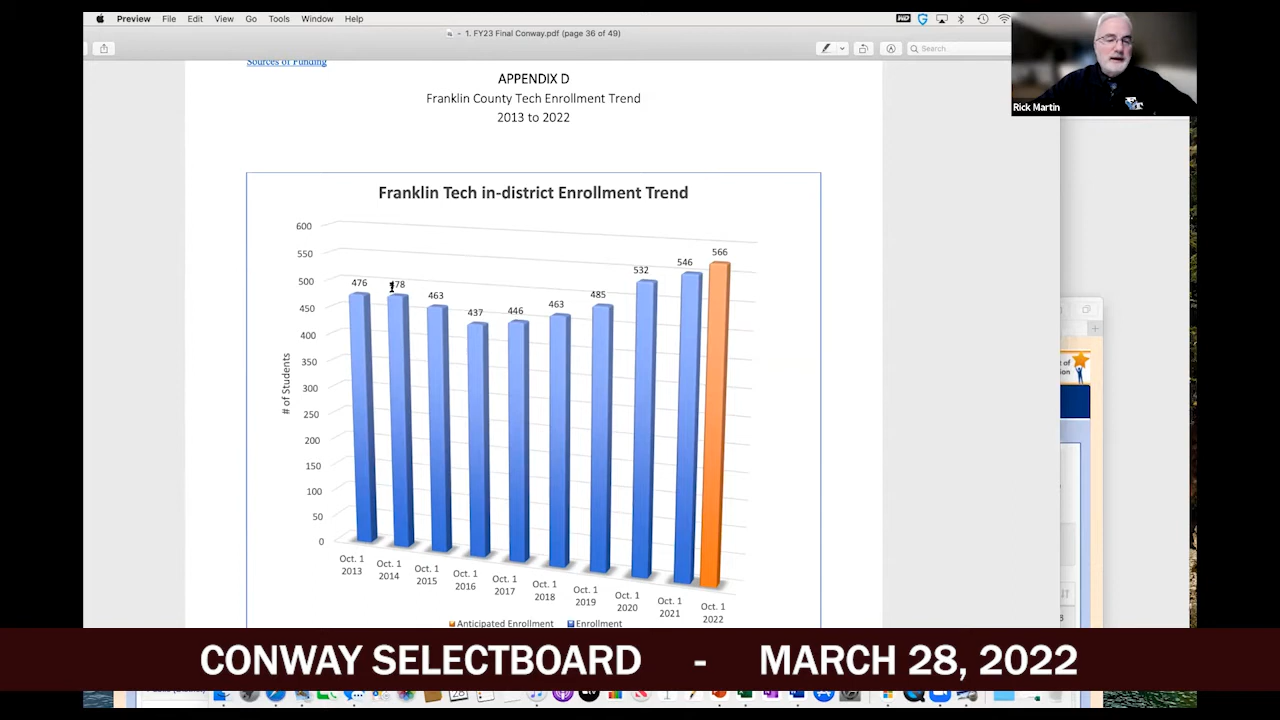 Preview File Edit View Go Tools Window Help
1. FY23 Final Conway.pdf (page 36 of 49)
Search
Rick Martin
Sources of Funding
APPENDIX D
Franklin County Tech Enrollment Trend
2013 to 2022
Franklin Tech in-district Enrollment Trend
# of Students
600
550
500
450
400
350
300
250
200
150
100
50
0
476
478
463
437
446
463
485
532
546
566
Oct. 1
2013
Oct. 1
2014
Oct. 1
2015
Oct. 1
2016
Oct. 1
2017
Oct. 1
2018
Oct. 1
2019
Oct. 1
2020
Oct. 1
2021
Oct. 1
2022
Anticipated Enrollment Enrollment
CONWAY SELECTBOARD - MARCH 28, 2022